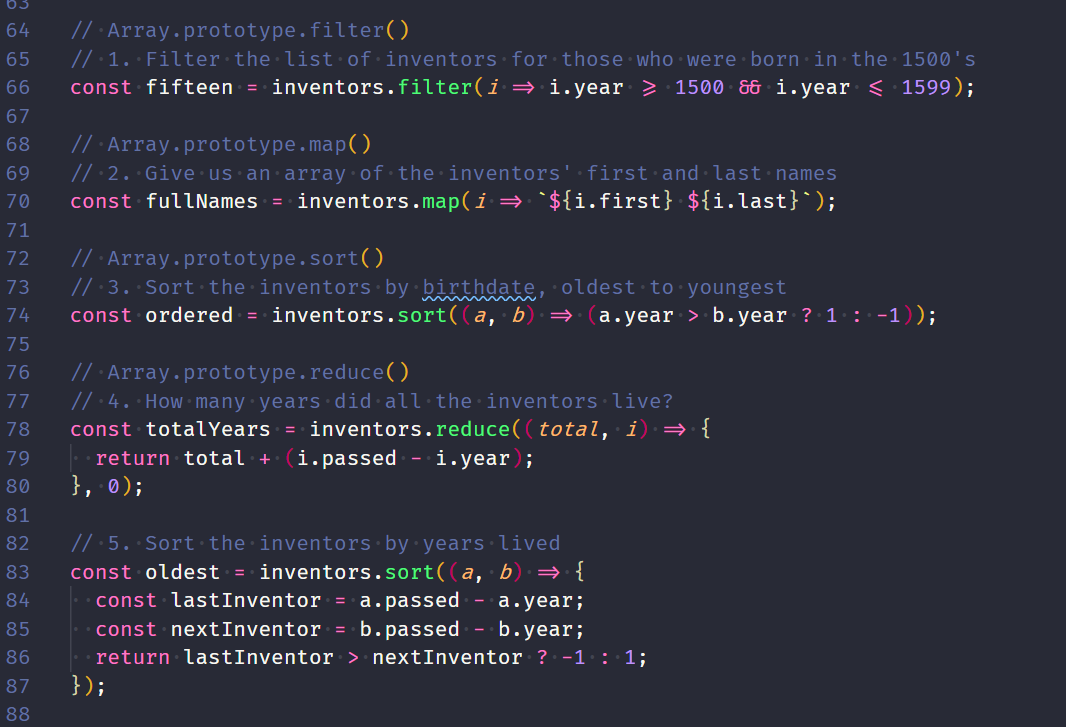 63
64 // Array.prototype.filter()
65 // 1. Filter the list of inventors for those who were born in the 1500's
66 const fifteen = inventors.filter(i => i.year >= 1500 && i.year <= 1599);
67
68 // Array.prototype.map()
69 // 2. Give us an array of the inventors' first and last names
70 const fullNames = inventors.map(i => `${i.first} ${i.last}`);
71
72 // Array.prototype.sort()
73 // 3. Sort the inventors by birthdate, oldest to youngest
74 const ordered = inventors.sort((a, b) => (a.year > b.year ? 1 : -1));
75
76 // Array.prototype.reduce()
77 // 4. How many years did all the inventors live?
78 const totalYears = inventors.reduce((total, i) => {
79   return total + (i.passed - i.year);
80 }, 0);
81
82 // 5. Sort the inventors by years lived
83 const oldest = inventors.sort((a, b) => {
84   const lastInventor = a.passed - a.year;
85   const nextInventor = b.passed - b.year;
86   return lastInventor > nextInventor ? -1 : 1;
87 });
88